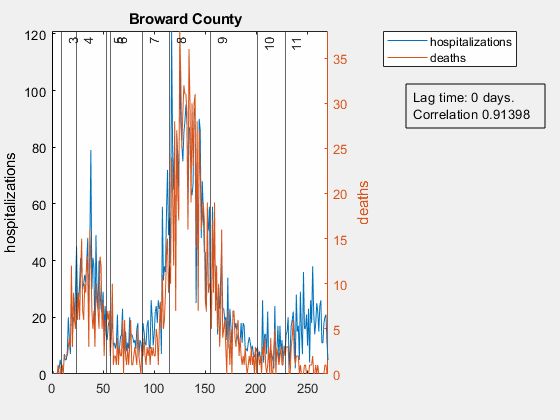 Broward County
3 4 5 6 7 8 9 10 11
120
100
80
60
40
20
0
hospitalizations
0 50 100 150 200 250
35
30
25
20
15
10
5
0
deaths
hospitalizations
deaths
Lag time: 0 days.
Correlation 0.91398